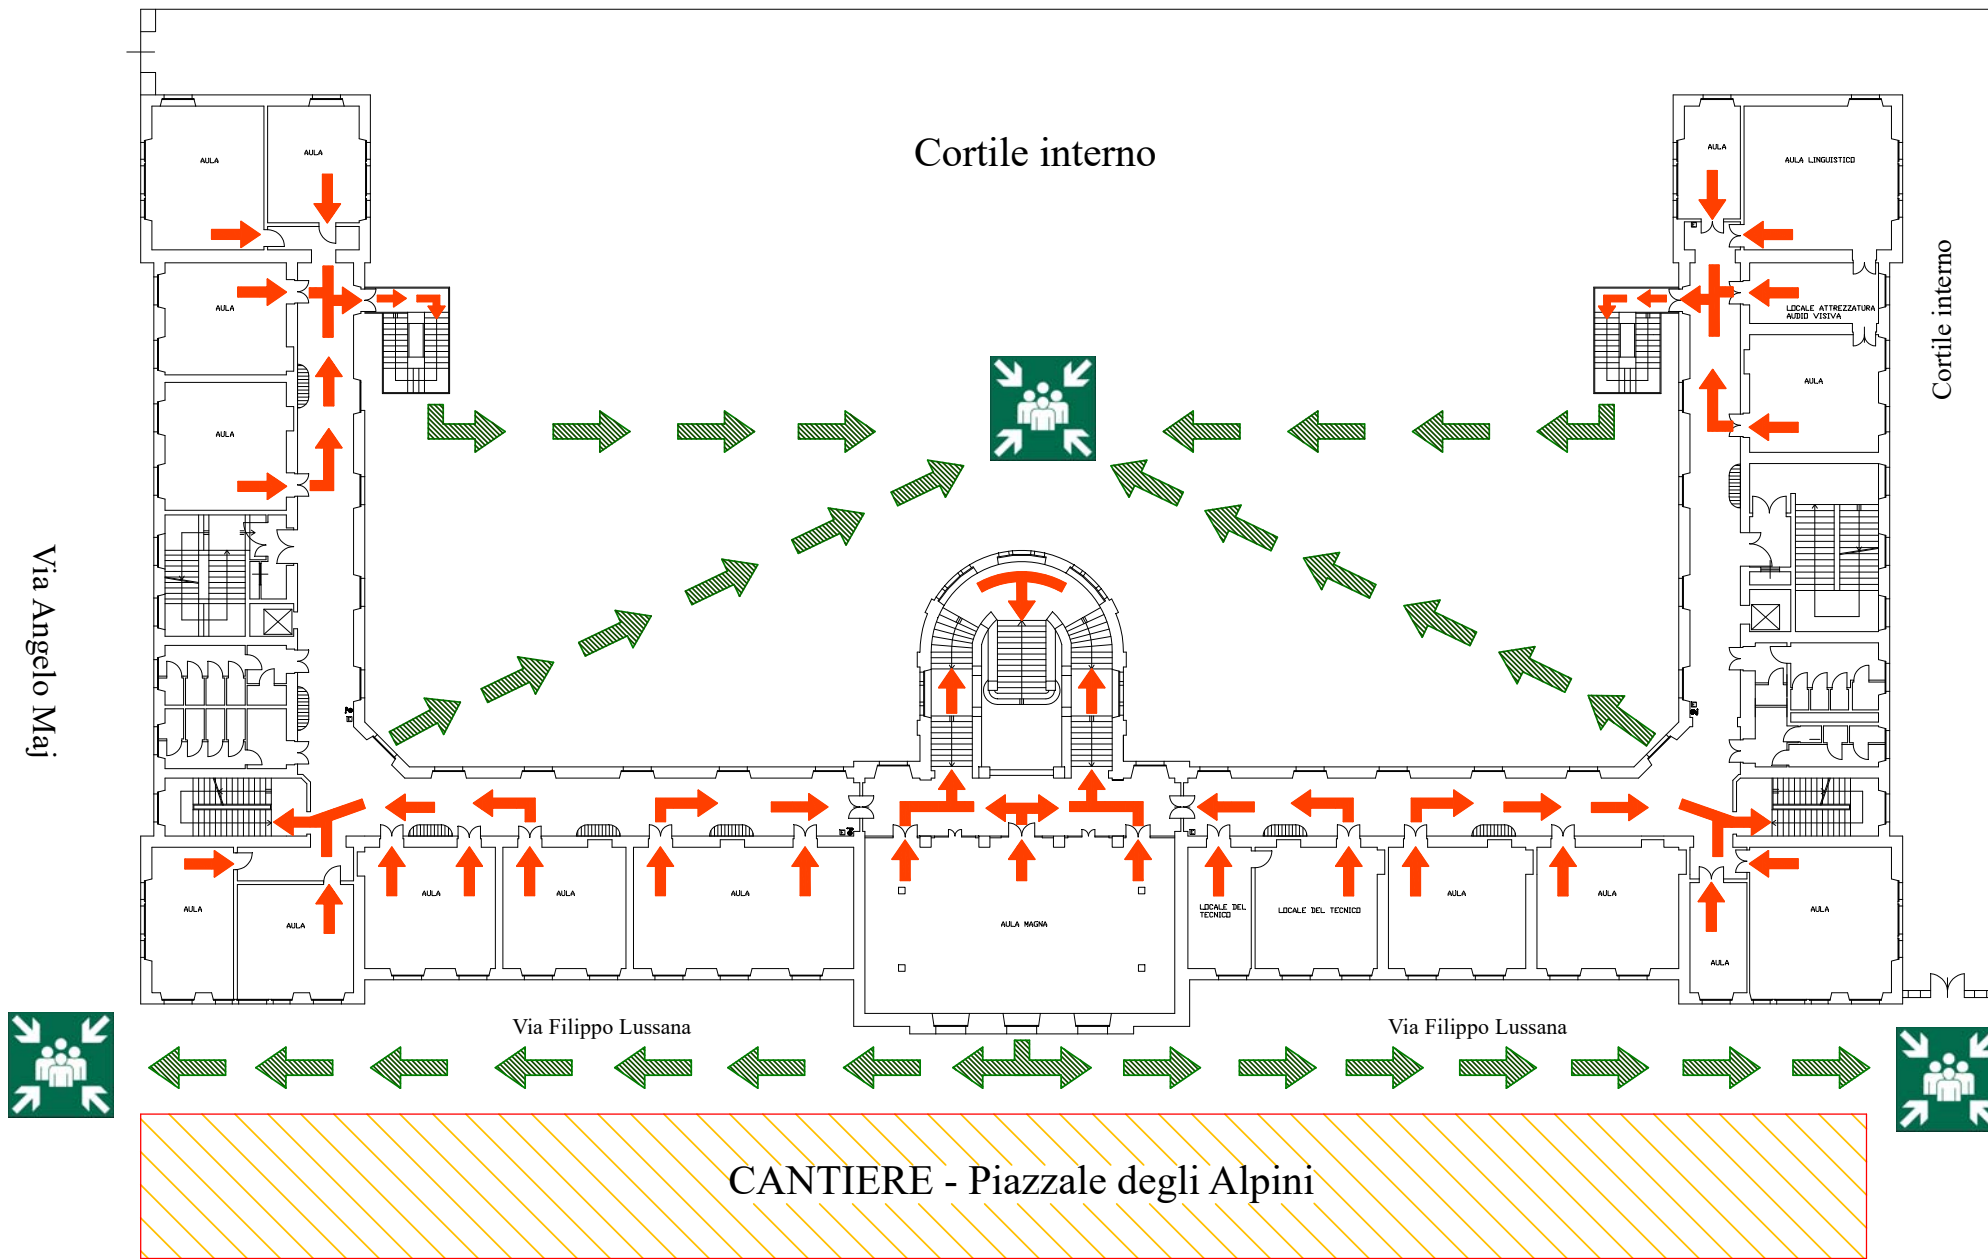 Cortile interno
AULA
AULA
AULA
AULA LINGUISTICO
Cortile interno
AULA
LOCALE ATTREZZATURA
AUDIO VISIVA
AULA
AULA
Via Angelo Maj
AULA
AULA
AULA
AULA
AULA
AULA MAGNA
LOCALE DEL
TECNICO
LOCALE DEL TECNICO
AULA
AULA
AULA
AULA
Via Filippo Lussana
Via Filippo Lussana
CANTIERE - Piazzale degli Alpini